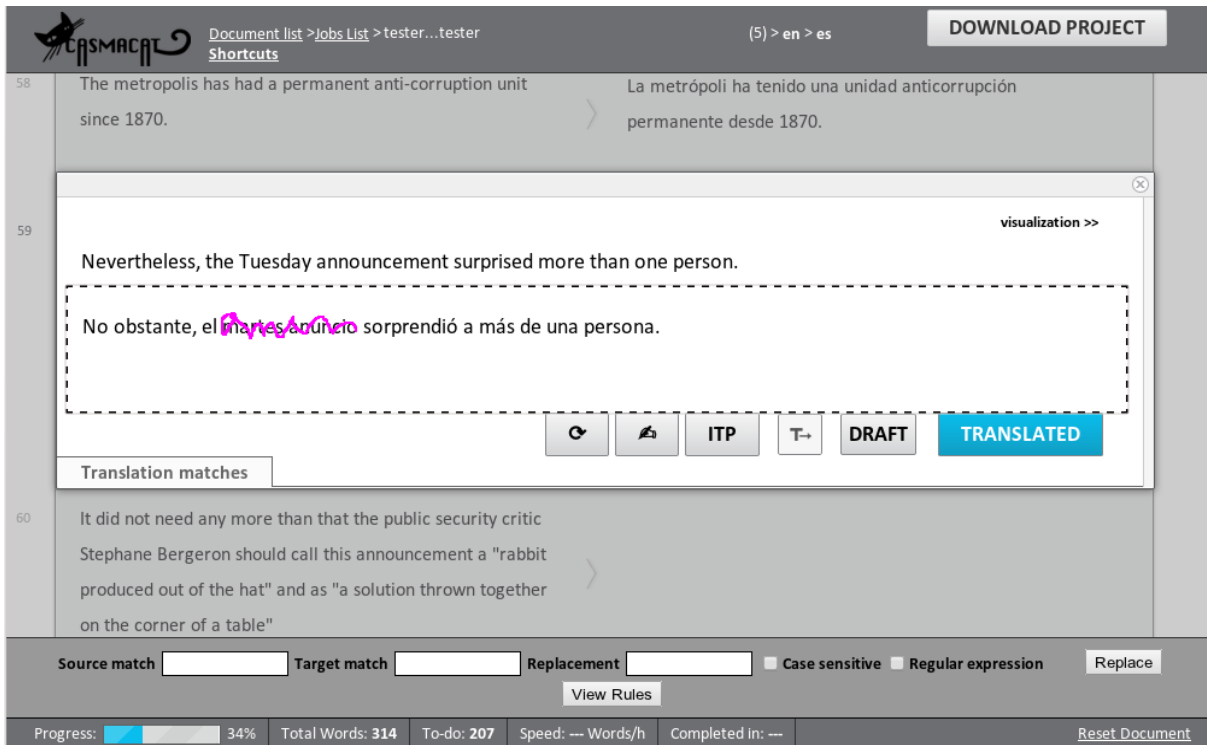 CASMACAT
Document list >Jobs List >tester...tester
Shortcuts
(5) > en > es
DOWNLOAD PROJECT
58
The metropolis has had a permanent anti-corruption unit
since 1870.
La metrópoli ha tenido una unidad anticorrupción
permanente desde 1870.
59
visualization >>
Nevertheless, the Tuesday announcement surprised more than one person.
No obstante, el martes anuncio sorprendió a más de una persona.
ITP
T→
DRAFT
TRANSLATED
Translation matches
60
It did not need any more than that the public security critic
Stephane Bergeron should call this announcement a "rabbit
produced out of the hat" and as "a solution thrown together
on the corner of a table"
Source match
Target match
Replacement
Case sensitive
Regular expression
Replace
View Rules
Progress:
34%
Total Words: 314
To-do: 207
Speed: --- Words/h
Completed in: ---
Reset Document